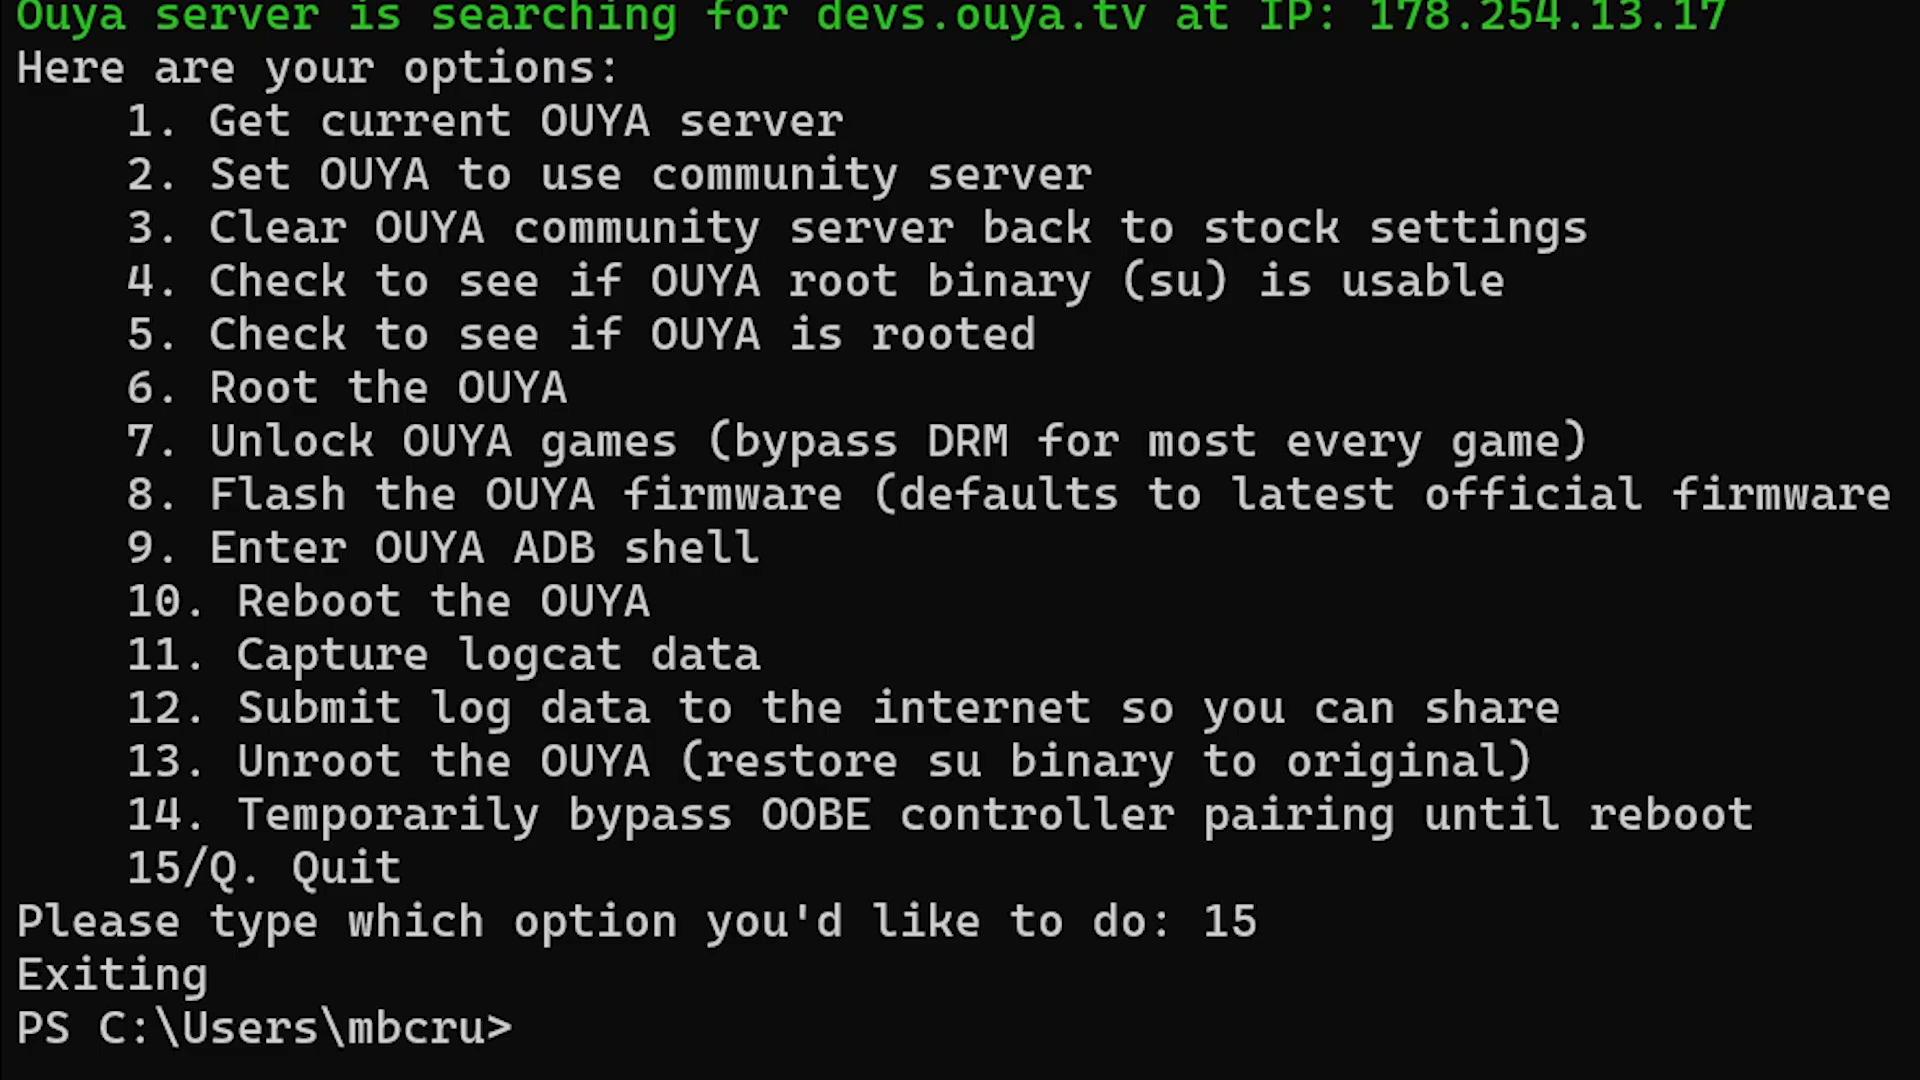 Ouya server is searching for devs.ouya.tv at IP: 178.254.13.17
Here are your options:
1. Get current OUYA server
2. Set OUYA to use community server
3. Clear OUYA community server back to stock settings
4. Check to see if OUYA root binary (su) is usable
5. Check to see if OUYA is rooted
6. Root the OUYA
7. Unlock OUYA games (bypass DRM for most every game)
8. Flash the OUYA firmware (defaults to latest official firmware
9. Enter OUYA ADB shell
10. Reboot the OUYA
11. Capture logcat data
12. Submit log data to the internet so you can share
13. Unroot the OUYA (restore su binary to original)
14. Temporarily bypass OOBE controller pairing until reboot
15/Q. Quit
Please type which option you'd like to do: 15
Exiting
PS C:\Users\mbcru>